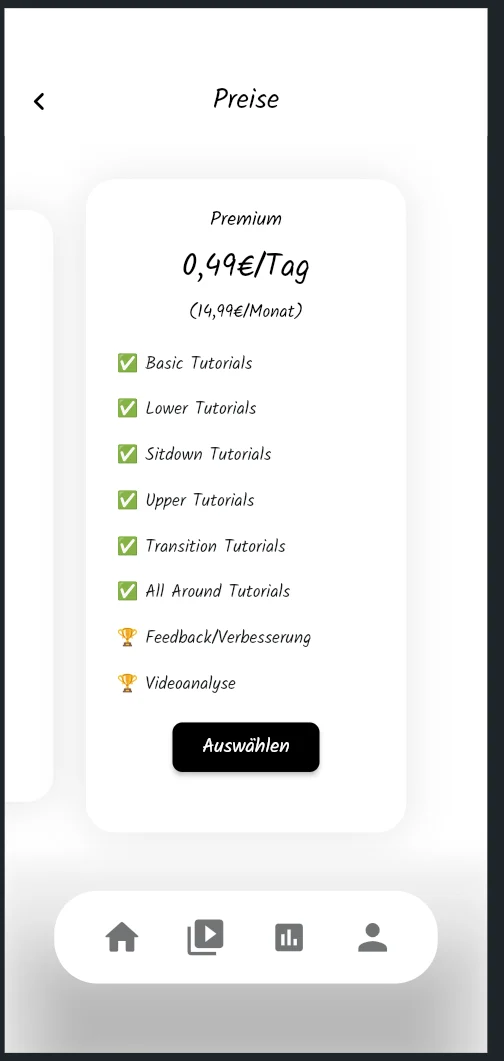 Preise
Premium
0,49€/Tag
(14,99€/Monat)
✅ Basic Tutorials
✅ Lower Tutorials
✅ Sitdown Tutorials
✅ Upper Tutorials
✅ Transition Tutorials
✅ All Around Tutorials
🏆 Feedback/Verbesserung
🏆 Videoanalyse
Auswählen